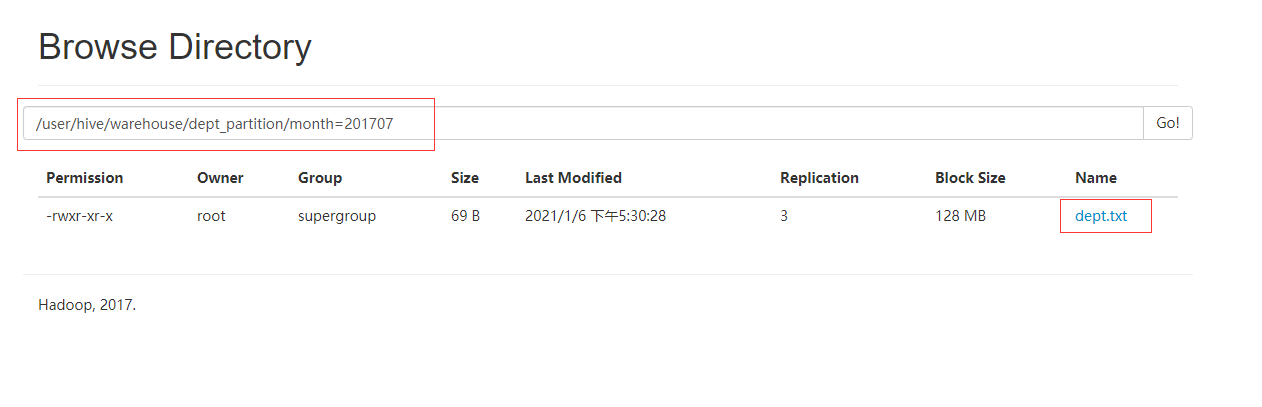 Browse Directory
/user/hive/warehouse/dept_partition/month=201707 Go!
Permission Owner Group Size Last Modified Replication Block Size Name
-rwxr-xr-x root supergroup 69 B 2021/1/6 下午5:30:28 3 128 MB dept.txt
Hadoop, 2017.